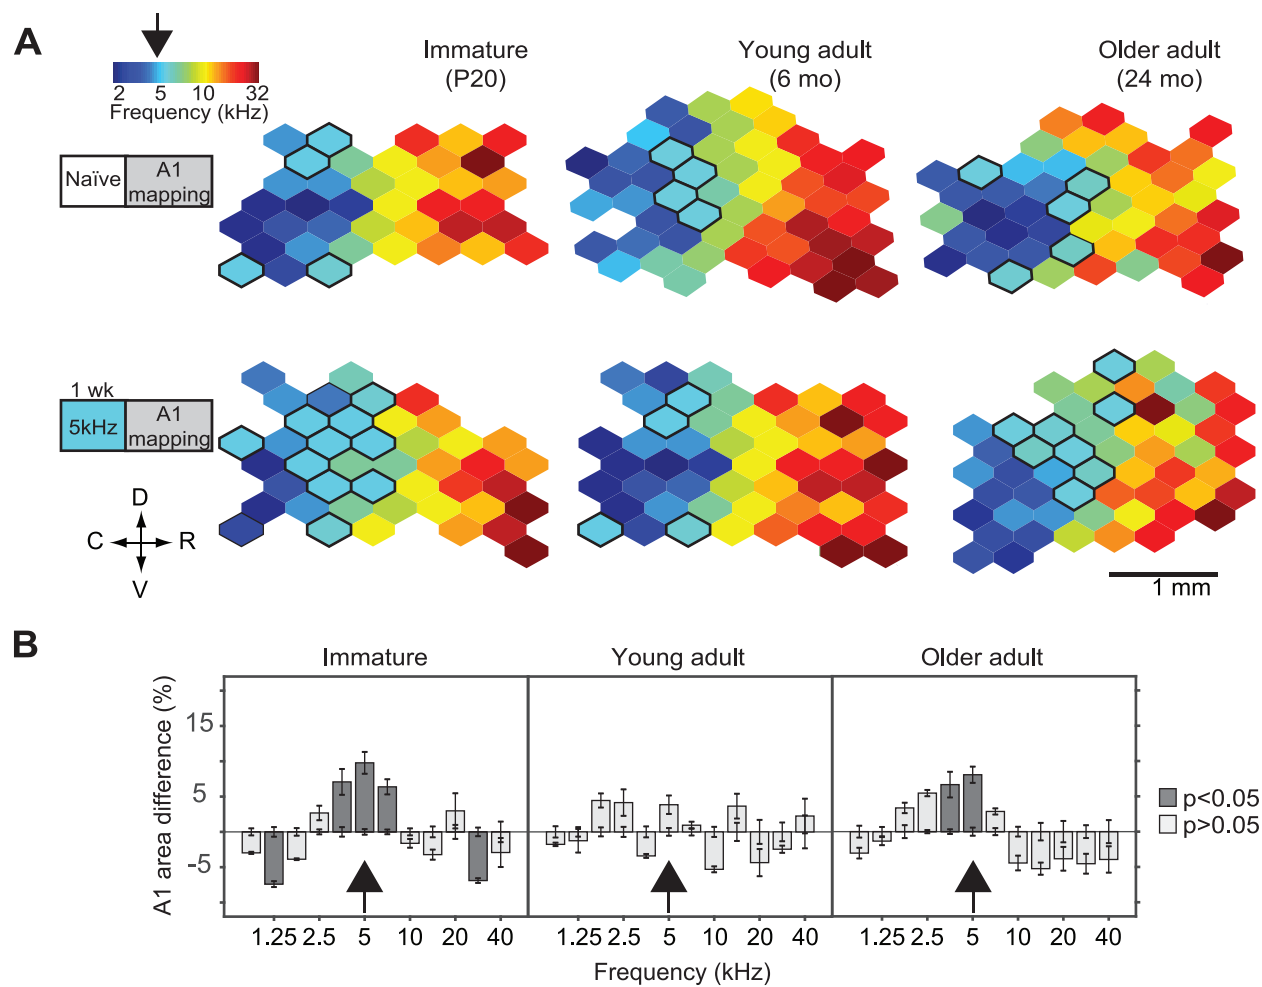 A
Immature
(P20)
Young adult
(6 mo)
Older adult
(24 mo)
2 5 10 32
Frequency (kHz)
Naïve
A1
mapping
1 wk
5kHz
A1
mapping
D
C R
V
1 mm
B
Immature Young adult Older adult
A1 area difference (%)
15
5
-5
p<0.05
p>0.05
1.25 2.5 5 10 20 40 1.25 2.5 5 10 20 40 1.25 2.5 5 10 20 40
Frequency (kHz)